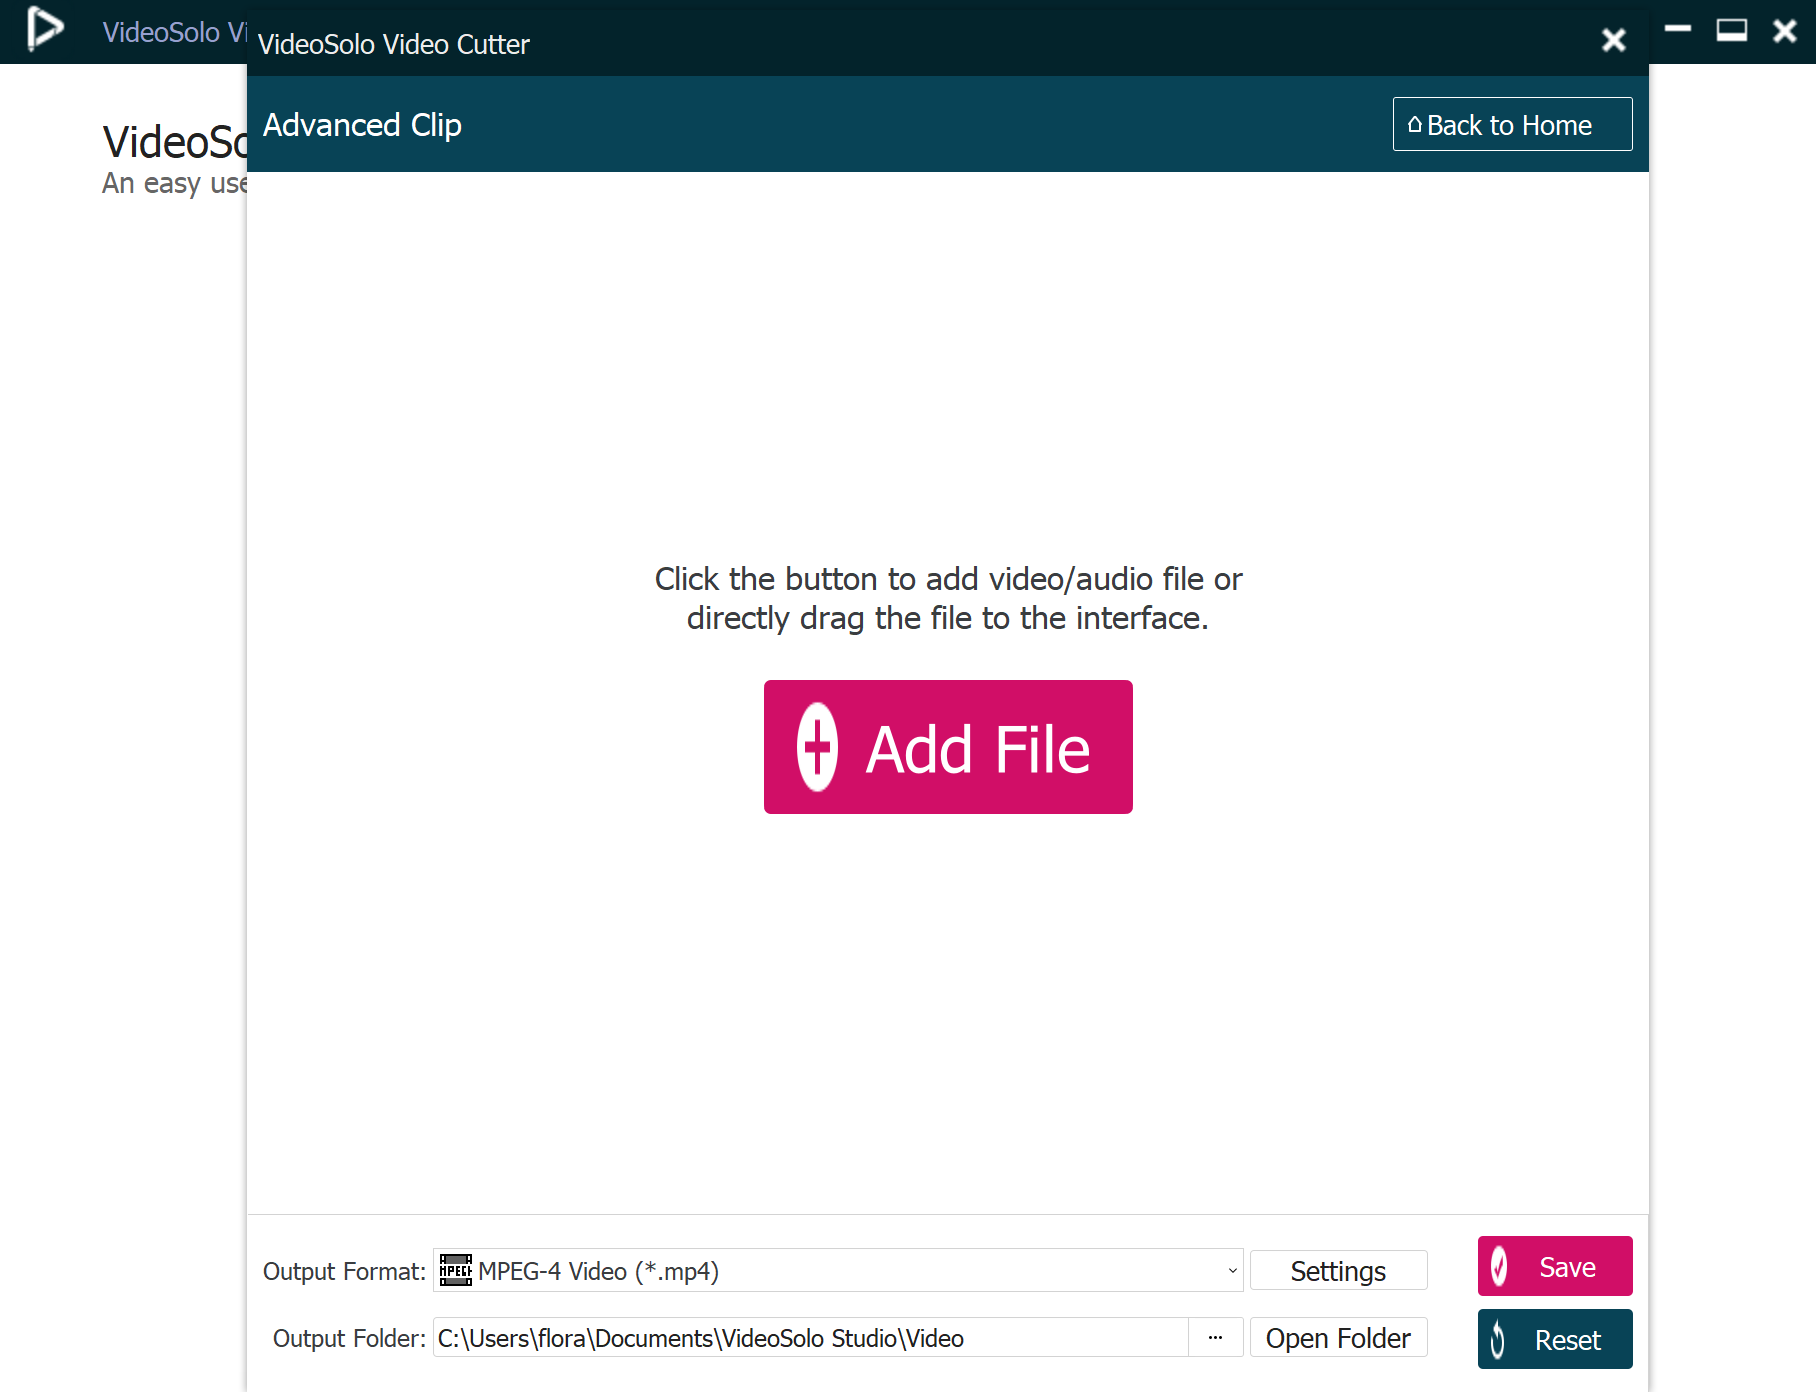 VideoSolo Vi
VideoSolo Video Cutter
VideoSo
An easy use
Advanced Clip
Back to Home
Click the button to add video/audio file or
directly drag the file to the interface.
Add File
Output Format:
MPEG
MPEG-4 Video (*.mp4)
Settings
Save
Output Folder:
C:\Users\flora\Documents\VideoSolo Studio\Video
...
Open Folder
Reset